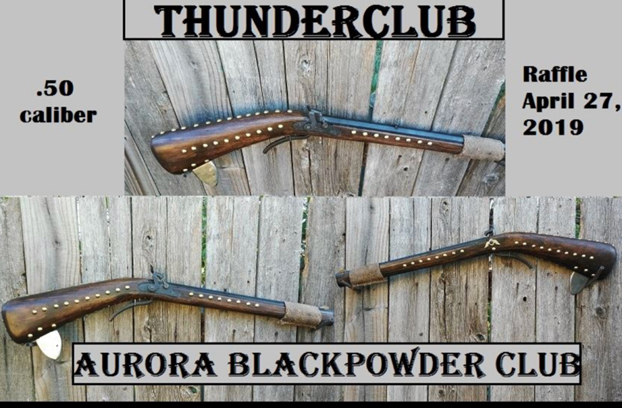 THUNDERCLUB
.50
caliber
Raffle
April 27,
2019
AURORA BLACKPOWDER CLUB